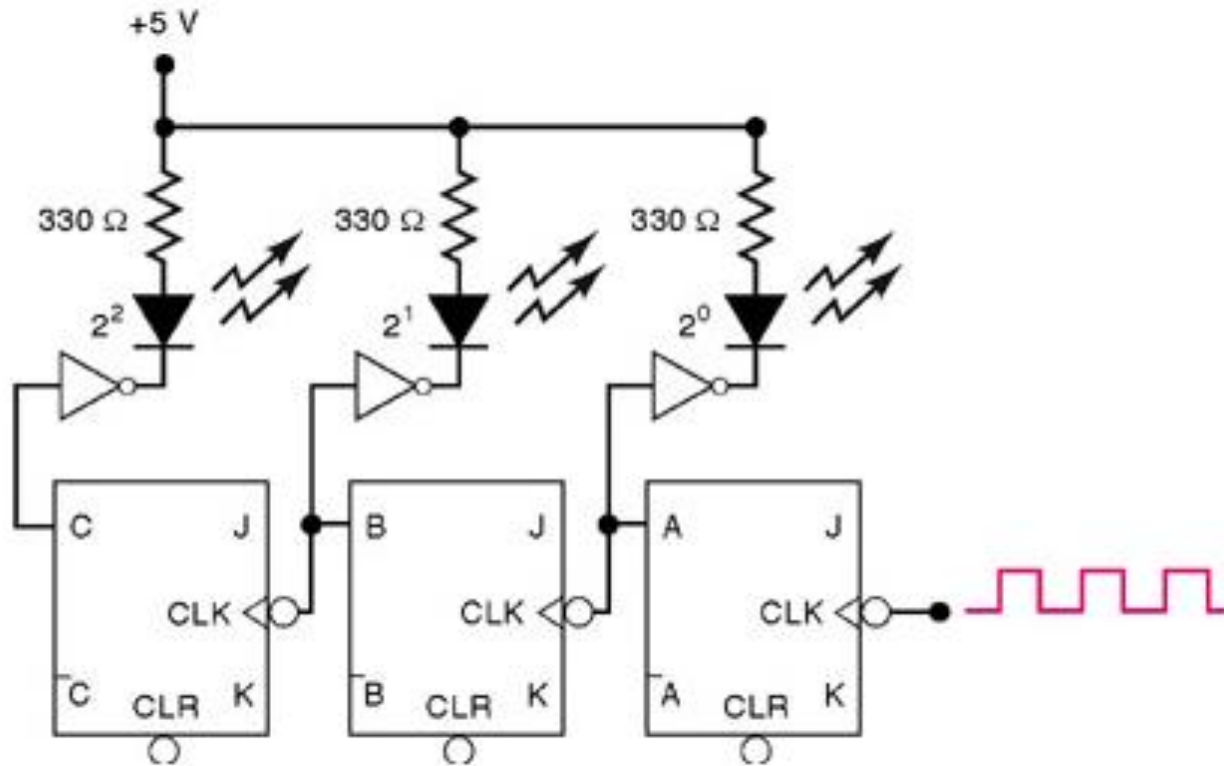 +5 V
330 Ω 330 Ω 330 Ω
2² 2¹ 2⁰
C J B J A J
CLK CLK CLK
C̅ K B̅ K A̅ K
CLR CLR CLR